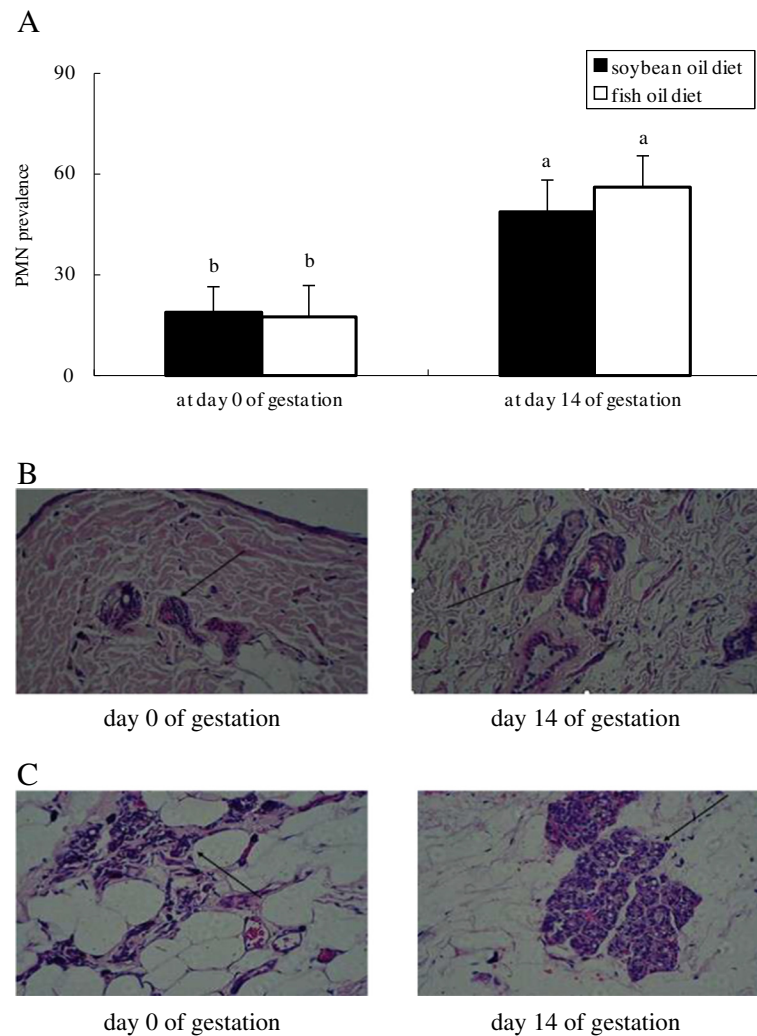 A
soybean oil diet
fish oil diet
90
60
30
0
PMN prevalence
b
b
a
a
at day 0 of gestation
at day 14 of gestation
B
day 0 of gestation
day 14 of gestation
C
day 0 of gestation
day 14 of gestation